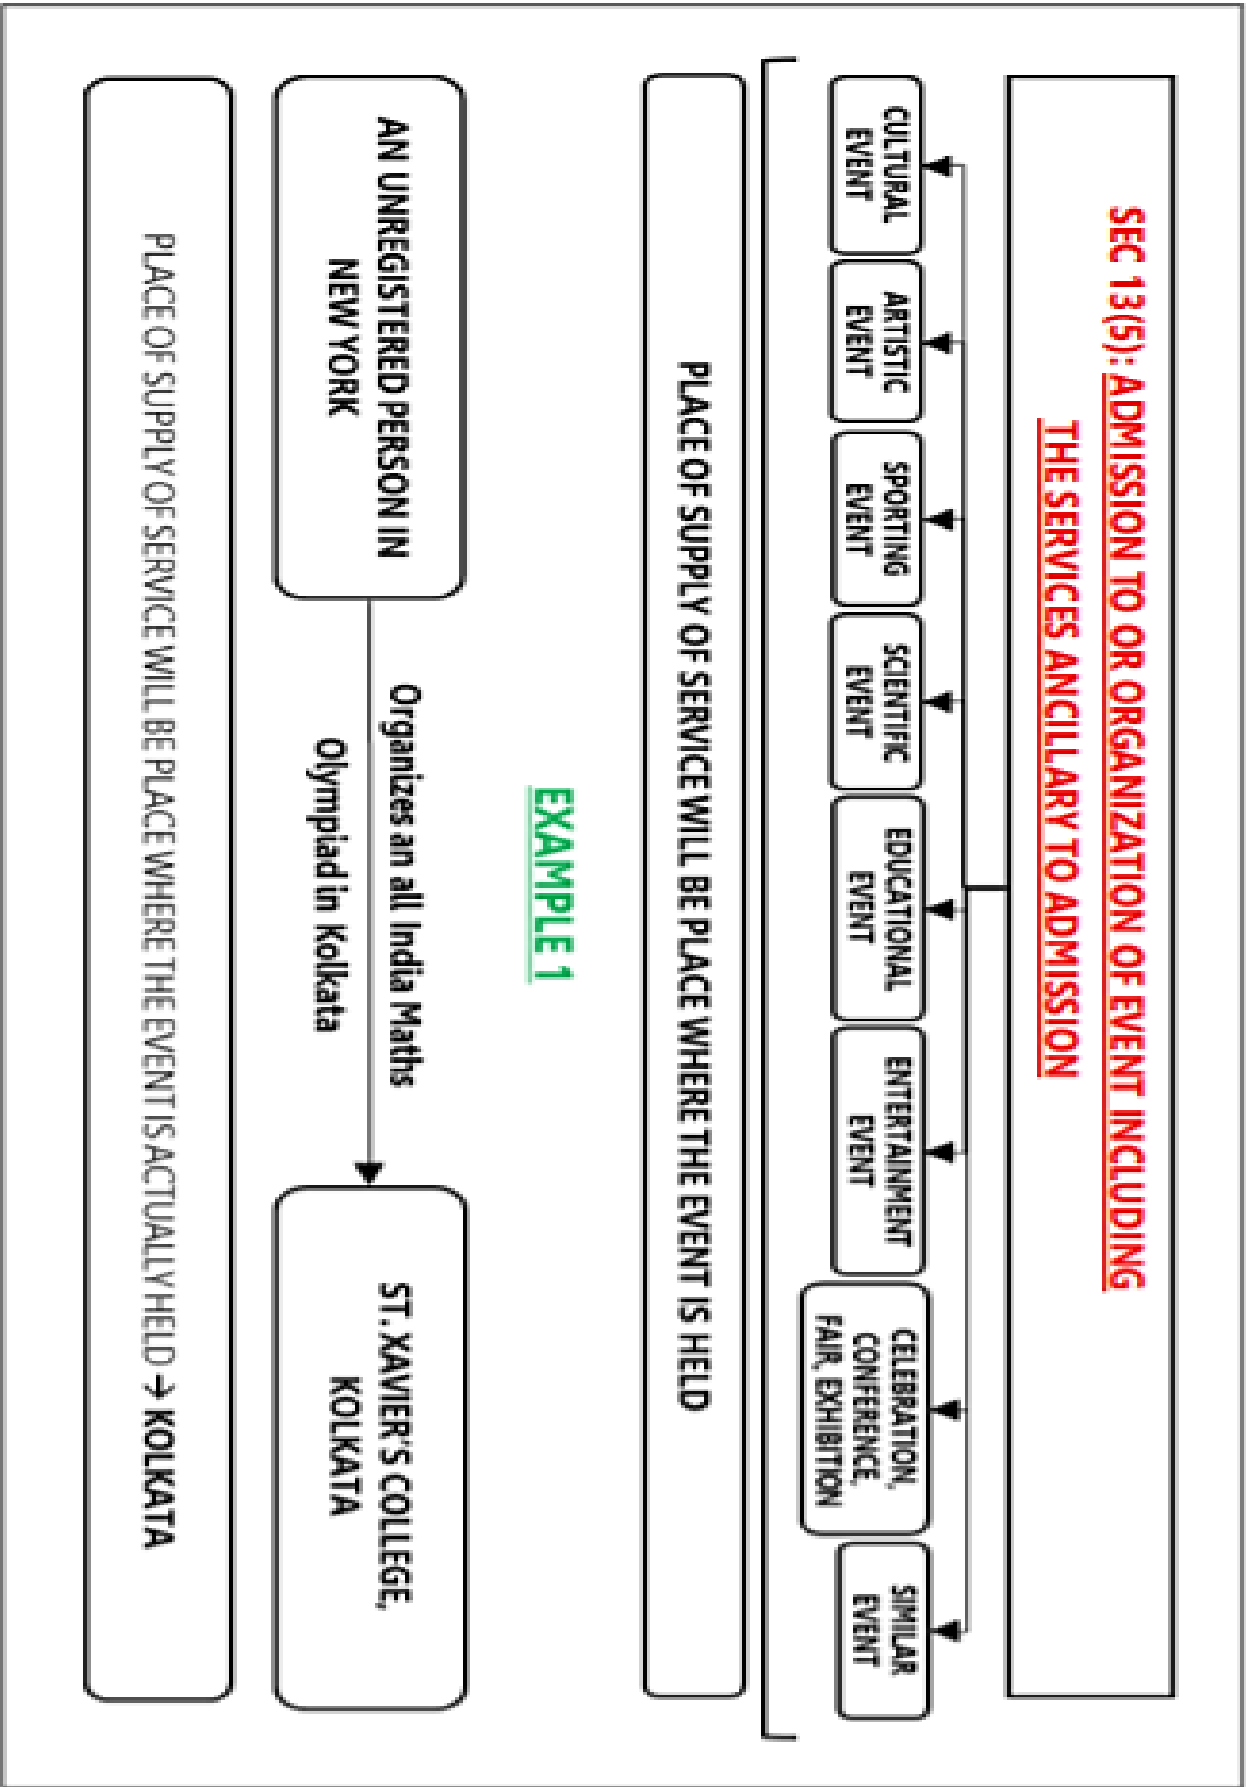 SEC 13(5): ADMISSION TO OR ORGANIZATION OF EVENT INCLUDING
THE SERVICES ANCILLARY TO ADMISSION
CULTURAL
EVENT
ARTISTIC
EVENT
SPORTING
EVENT
SCIENTIFIC
EVENT
EDUCATIONAL
EVENT
ENTERTAINMENT
EVENT
CELEBRATION,
CONFERENCE,
FAIR, EXHIBITION
SIMILAR
EVENT
PLACE OF SUPPLY OF SERVICE WILL BE PLACE WHERE THE EVENT IS HELD
EXAMPLE 1
AN UNREGISTERED PERSON IN
NEW YORK
Organizes an all India Maths
Olympiad in Kolkata
ST. XAVIER'S COLLEGE,
KOLKATA
PLACE OF SUPPLY OF SERVICE WILL BE PLACE WHERE THE EVENT IS ACTUALLY HELD → KOLKATA